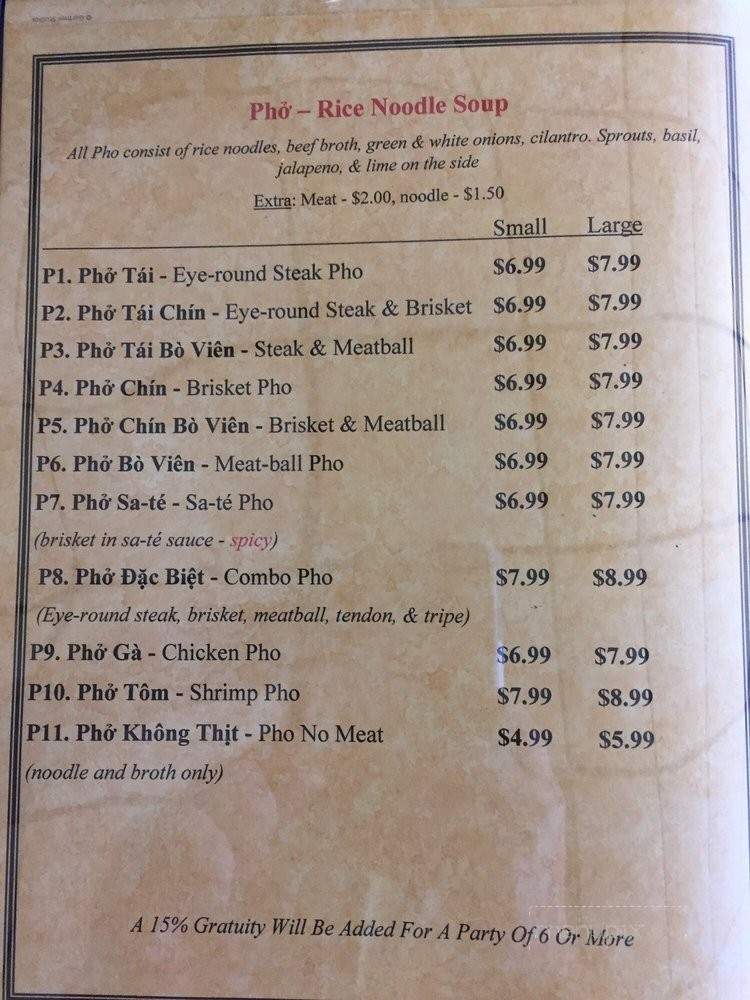 Phở – Rice Noodle Soup
All Pho consist of rice noodles, beef broth, green & white onions, cilantro. Sprouts, basil,
jalapeno, & lime on the side
Extra: Meat - $2.00, noodle - $1.50
Small Large
P1. Phở Tái - Eye-round Steak Pho $6.99 $7.99
P2. Phở Tái Chín - Eye-round Steak & Brisket $6.99 $7.99
P3. Phở Tái Bò Viên - Steak & Meatball $6.99 $7.99
P4. Phở Chín - Brisket Pho $6.99 $7.99
P5. Phở Chín Bò Viên - Brisket & Meatball $6.99 $7.99
P6. Phở Bò Viên - Meat-ball Pho $6.99 $7.99
P7. Phở Sa-té - Sa-té Pho $6.99 $7.99
(brisket in sa-té sauce - spicy)
P8. Phở Đặc Biệt - Combo Pho $7.99 $8.99
(Eye-round steak, brisket, meatball, tendon, & tripe)
P9. Phở Gà - Chicken Pho $6.99 $7.99
P10. Phở Tôm - Shrimp Pho $7.99 $8.99
P11. Phở Không Thịt - Pho No Meat $4.99 $5.99
(noodle and broth only)
A 15% Gratuity Will Be Added For A Party Of 6 Or More